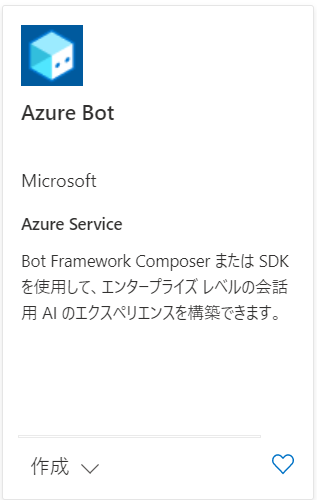 Azure Bot
Microsoft
Azure Service
Bot Framework Composer または SDK
を使用して、エンタープライズ レベルの会話
用 AI のエクスペリエンスを構築できます。
作成